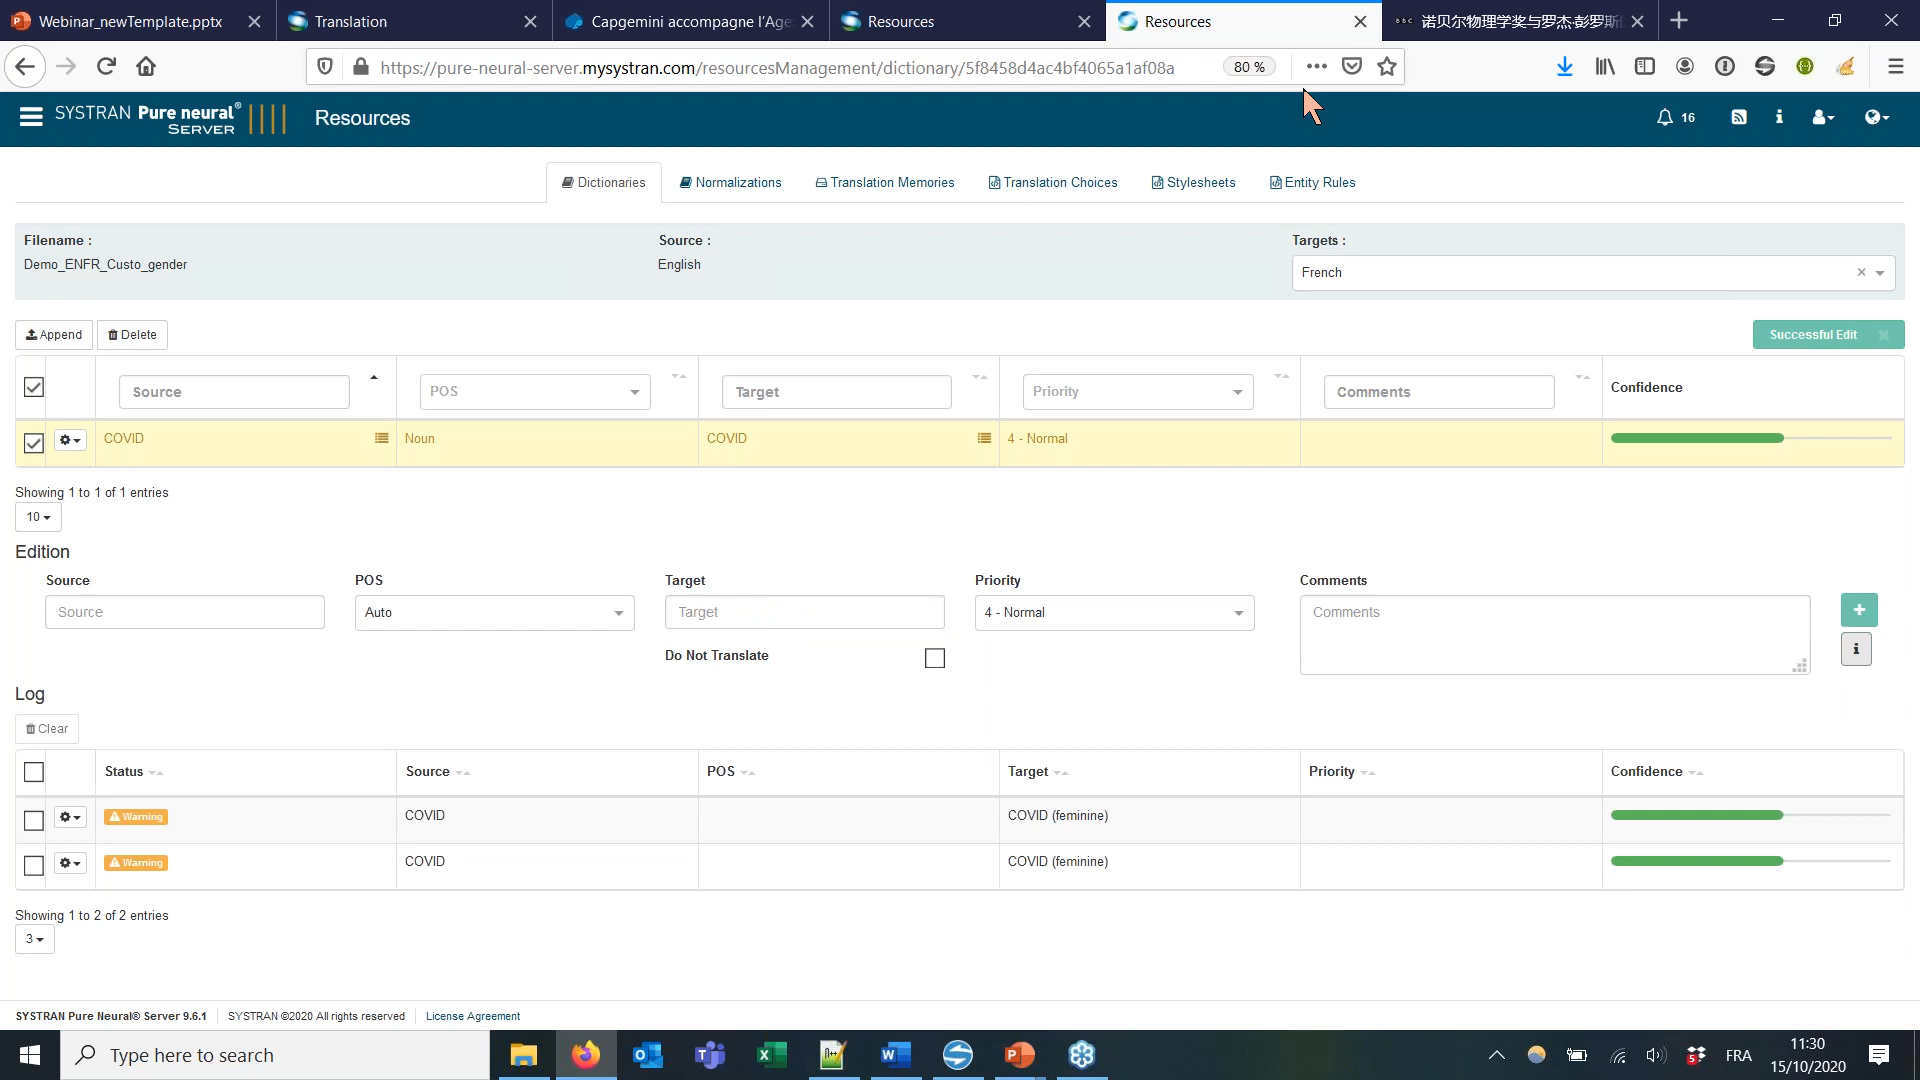 Webinar_newTemplate.pptx
Translation
Capgemini accompagne l'Age
Resources
Resources
BBC 诺贝尔物理学奖与罗杰·彭罗斯
https://pure-neural-server.mysystran.com/resourcesManagement/dictionary/5f8458d4ac4bf4065a1af08a
80 %
SYSTRAN Pure neural®
SERVER
Resources
16
Dictionaries
Normalizations
Translation Memories
Translation Choices
Stylesheets
Entity Rules
Filename :
Source :
Targets :
Demo_ENFR_Custo_gender
English
French
Append
Delete
Successful Edit
Source
POS
Target
Priority
Comments
Confidence
COVID
Noun
COVID
4 - Normal
Showing 1 to 1 of 1 entries
10
Edition
Source
POS
Target
Priority
Comments
Source
Auto
Target
4 - Normal
Comments
Do Not Translate
Log
Clear
Status
Source
POS
Target
Priority
Confidence
Warning
COVID
COVID (feminine)
Warning
COVID
COVID (feminine)
Showing 1 to 2 of 2 entries
3
SYSTRAN Pure Neural® Server 9.6.1
SYSTRAN ©2020 All rights reserved
License Agreement
Type here to search
5
FRA
11:30
15/10/2020